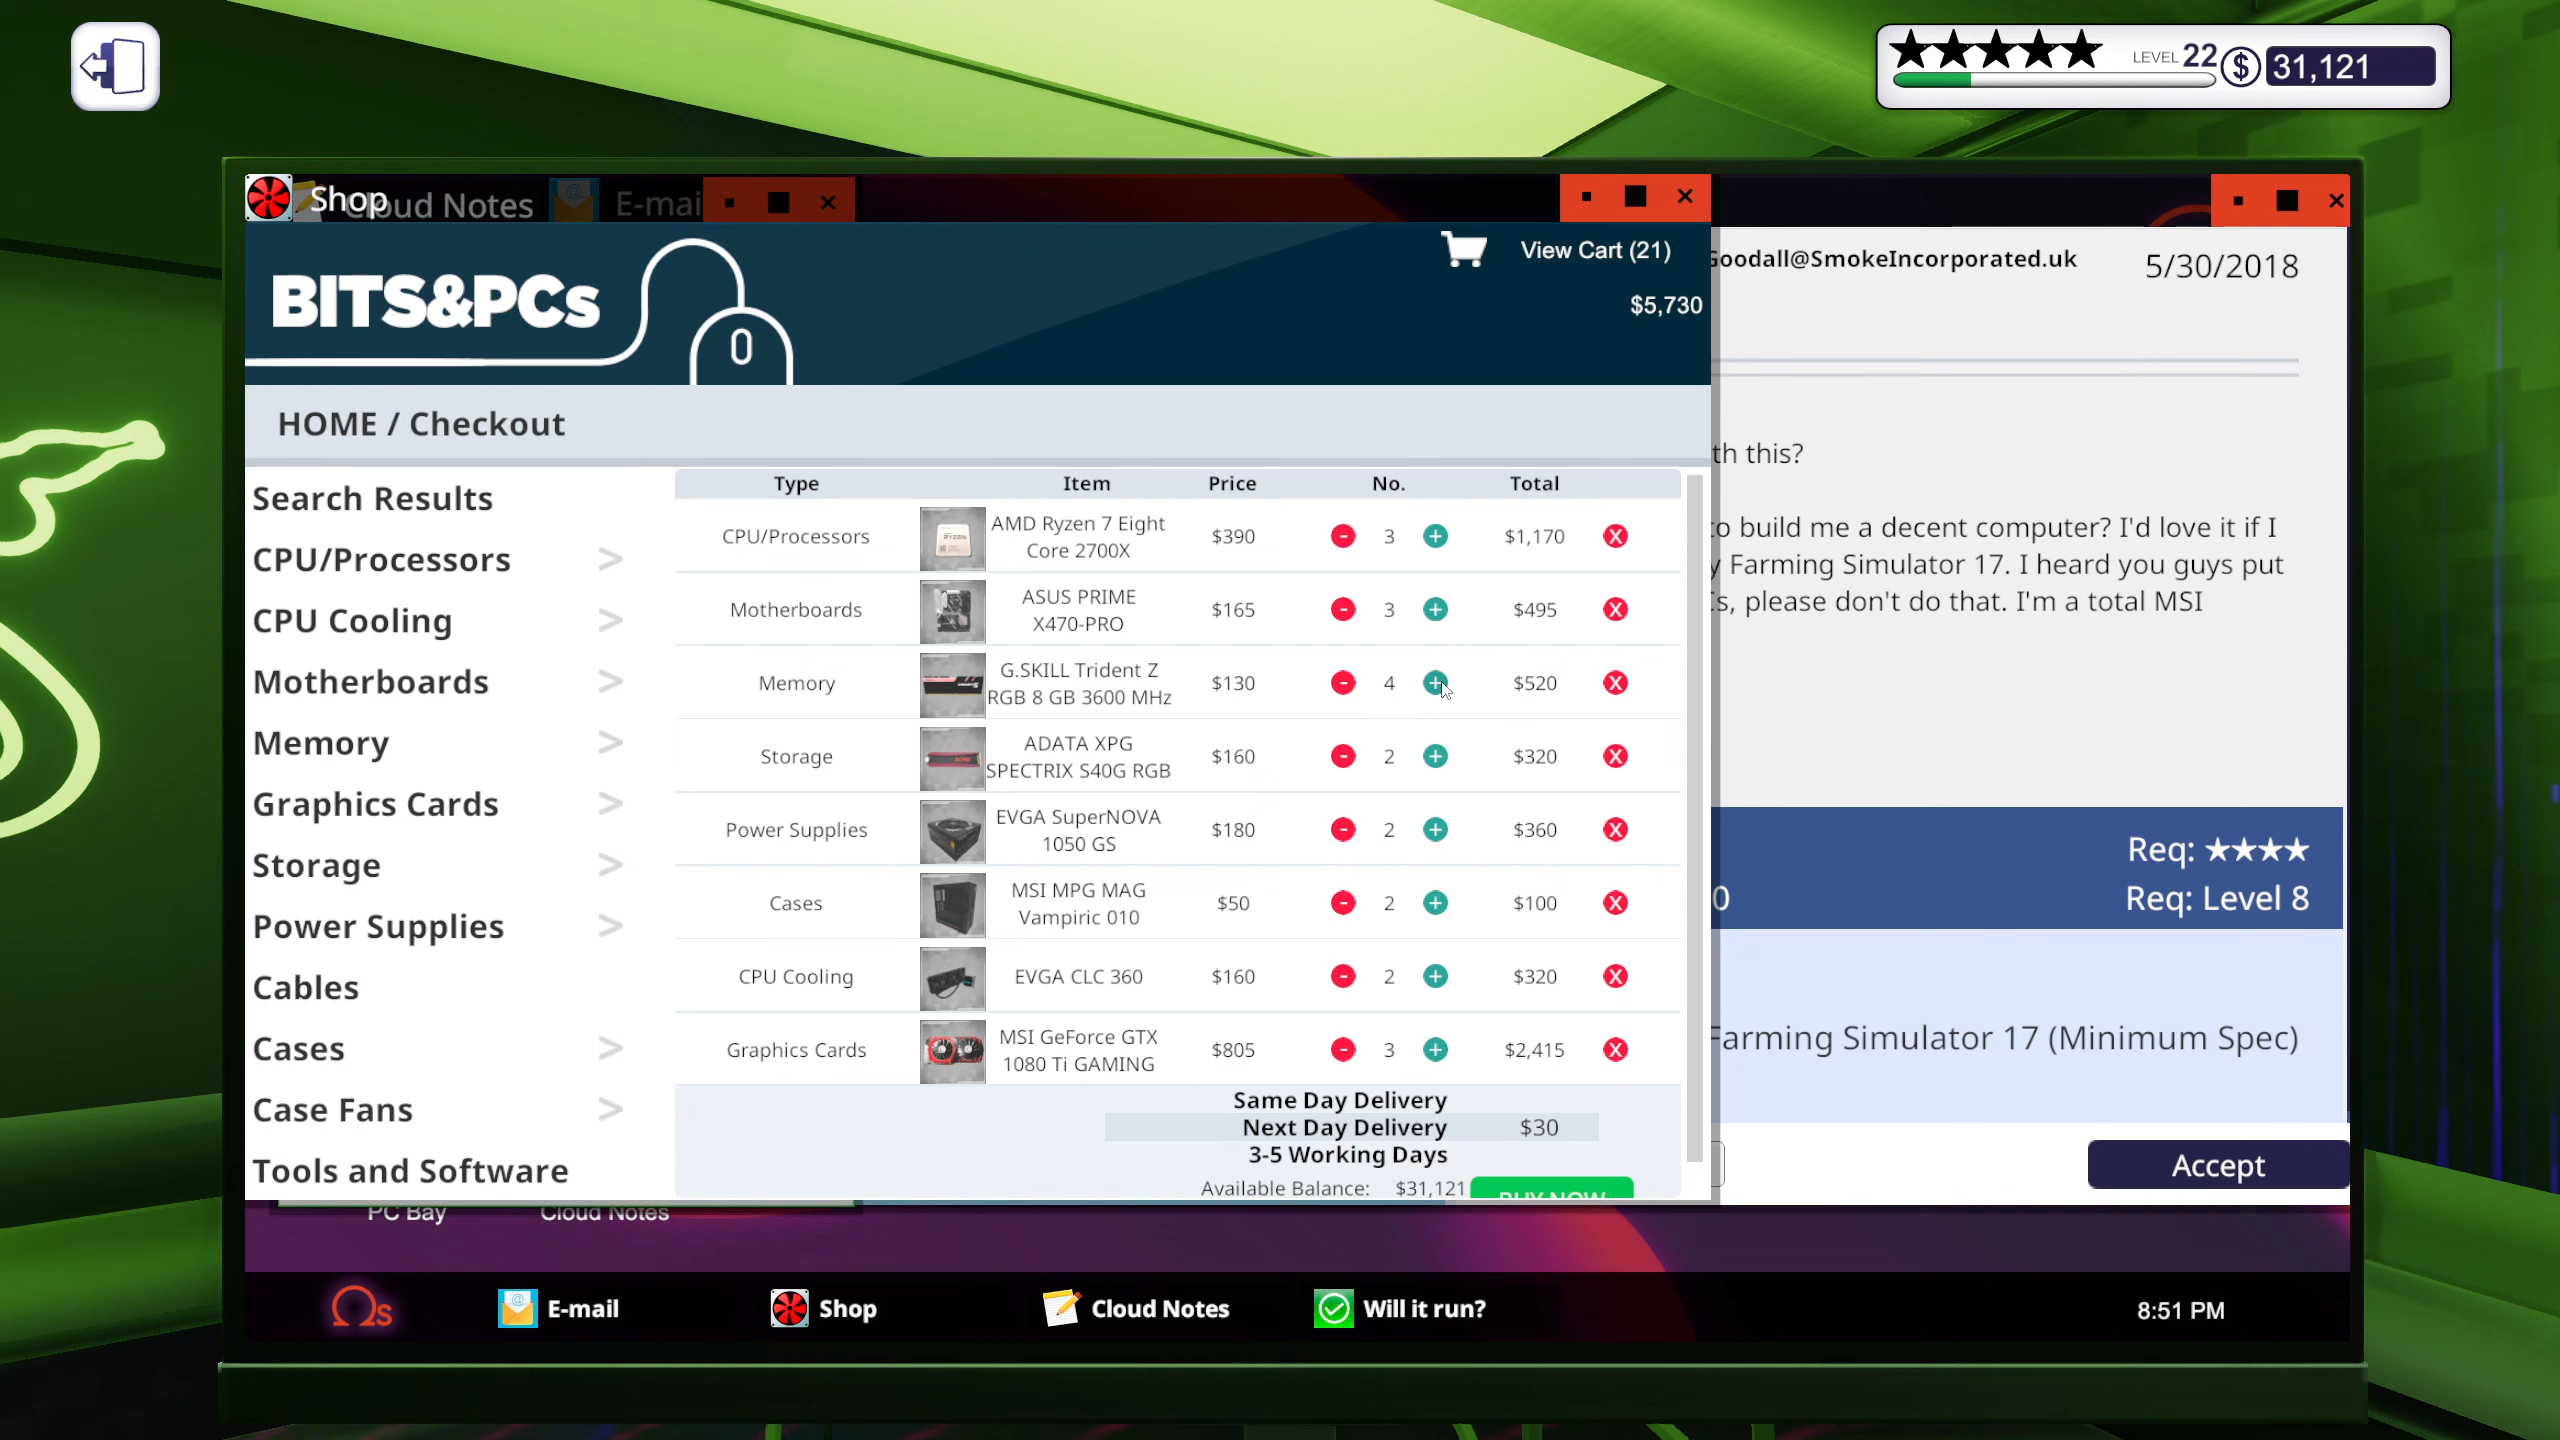 ★★★★★ LEVEL 22 $ 31,121
Shop
Cloud Notes
E-mai
BITS&PCs
View Cart (21)
$5,730
HOME / Checkout
Search Results
CPU/Processors >
CPU Cooling >
Motherboards >
Memory >
Graphics Cards >
Storage >
Power Supplies >
Cables
Cases >
Case Fans >
Tools and Software
Type Item Price No. Total
CPU/Processors AMD Ryzen 7 Eight Core 2700X $390 - 3 + $1,170 X
Motherboards ASUS PRIME X470-PRO $165 - 3 + $495 X
Memory G.SKILL Trident Z RGB 8 GB 3600 MHz $130 - 4 + $520 X
Storage ADATA XPG SPECTRIX S40G RGB $160 - 2 + $320 X
Power Supplies EVGA SuperNOVA 1050 GS $180 - 2 + $360 X
Cases MSI MPG MAG Vampiric 010 $50 - 2 + $100 X
CPU Cooling EVGA CLC 360 $160 - 2 + $320 X
Graphics Cards MSI GeForce GTX 1080 Ti GAMING $805 - 3 + $2,415 X
Same Day Delivery
Next Day Delivery $30
3-5 Working Days
Available Balance: $31,121 BUY NOW
Goodall@SmokeIncorporated.uk 5/30/2018
th this?
to build me a decent computer? I'd love it if I
y Farming Simulator 17. I heard you guys put
Cs, please don't do that. I'm a total MSI
Req: ★★★★
0 Req: Level 8
Farming Simulator 17 (Minimum Spec)
Accept
PC Bay Cloud Notes
Ωs E-mail Shop Cloud Notes Will it run? 8:51 PM